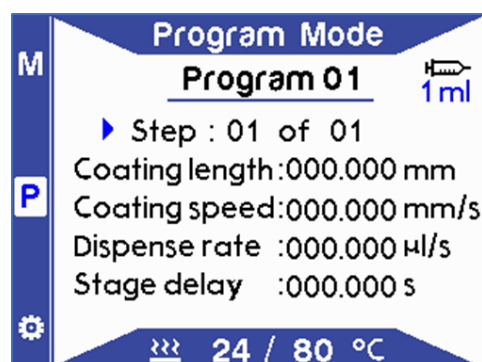 Program Mode
M
Program 01
1 ml
Step : 01 of 01
Coating length :000.000 mm
P
Coating speed :000.000 mm/s
Dispense rate :000.000 µl/s
Stage delay :000.000 s
24 / 80 °C